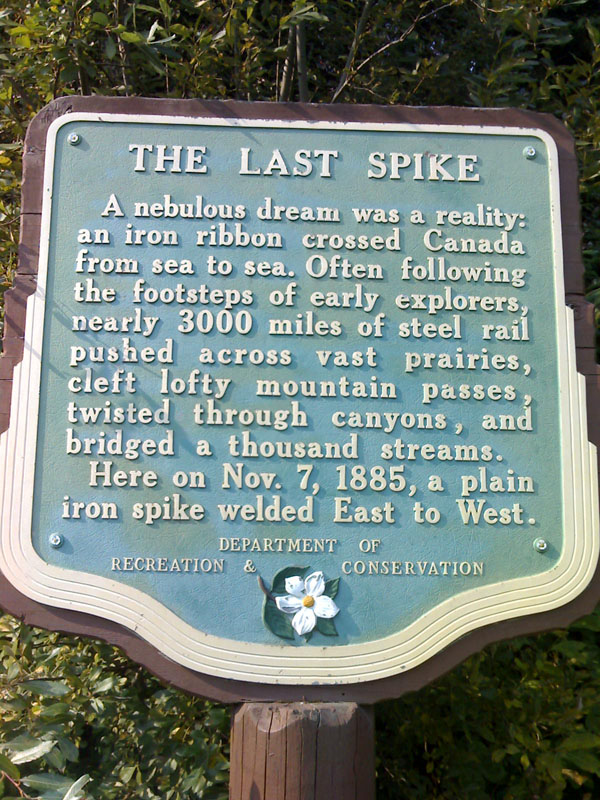 THE LAST SPIKE
A nebulous dream was a reality:
an iron ribbon crossed Canada
from sea to sea. Often following
the footsteps of early explorers,
nearly 3000 miles of steel rail
pushed across vast prairies,
cleft lofty mountain passes,
twisted through canyons, and
bridged a thousand streams.
Here on Nov. 7, 1885, a plain
iron spike welded East to West.
DEPARTMENT OF
RECREATION & CONSERVATION